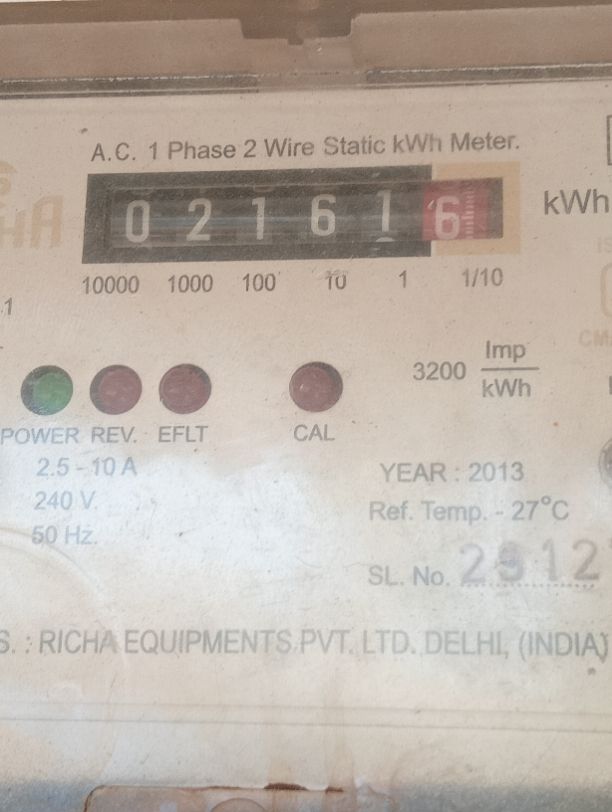 A.C. 1 Phase 2 Wire Static kWh Meter.
0 2 1 6 1 6 kWh
10000 1000 100 10 1 1/10
3200 Imp/kWh
POWER REV. EFLT CAL
2.5 - 10 A
240 V.
50 Hz.
YEAR : 2013
Ref. Temp. - 27°C
SL. No.
RICHA EQUIPMENTS PVT. LTD. DELHI, (INDIA)